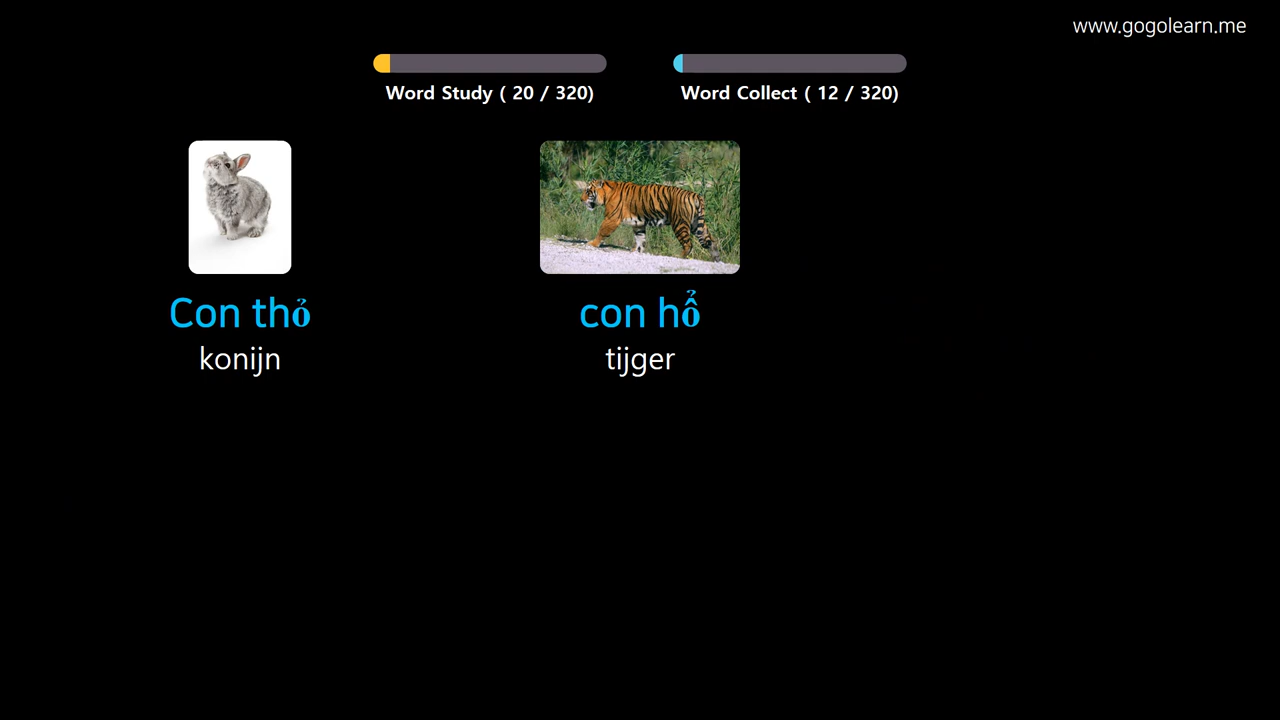 www.gogolearn.me
Word Study ( 20 / 320)
Word Collect ( 12 / 320)
Con thỏ
konijn
con hổ
tijger